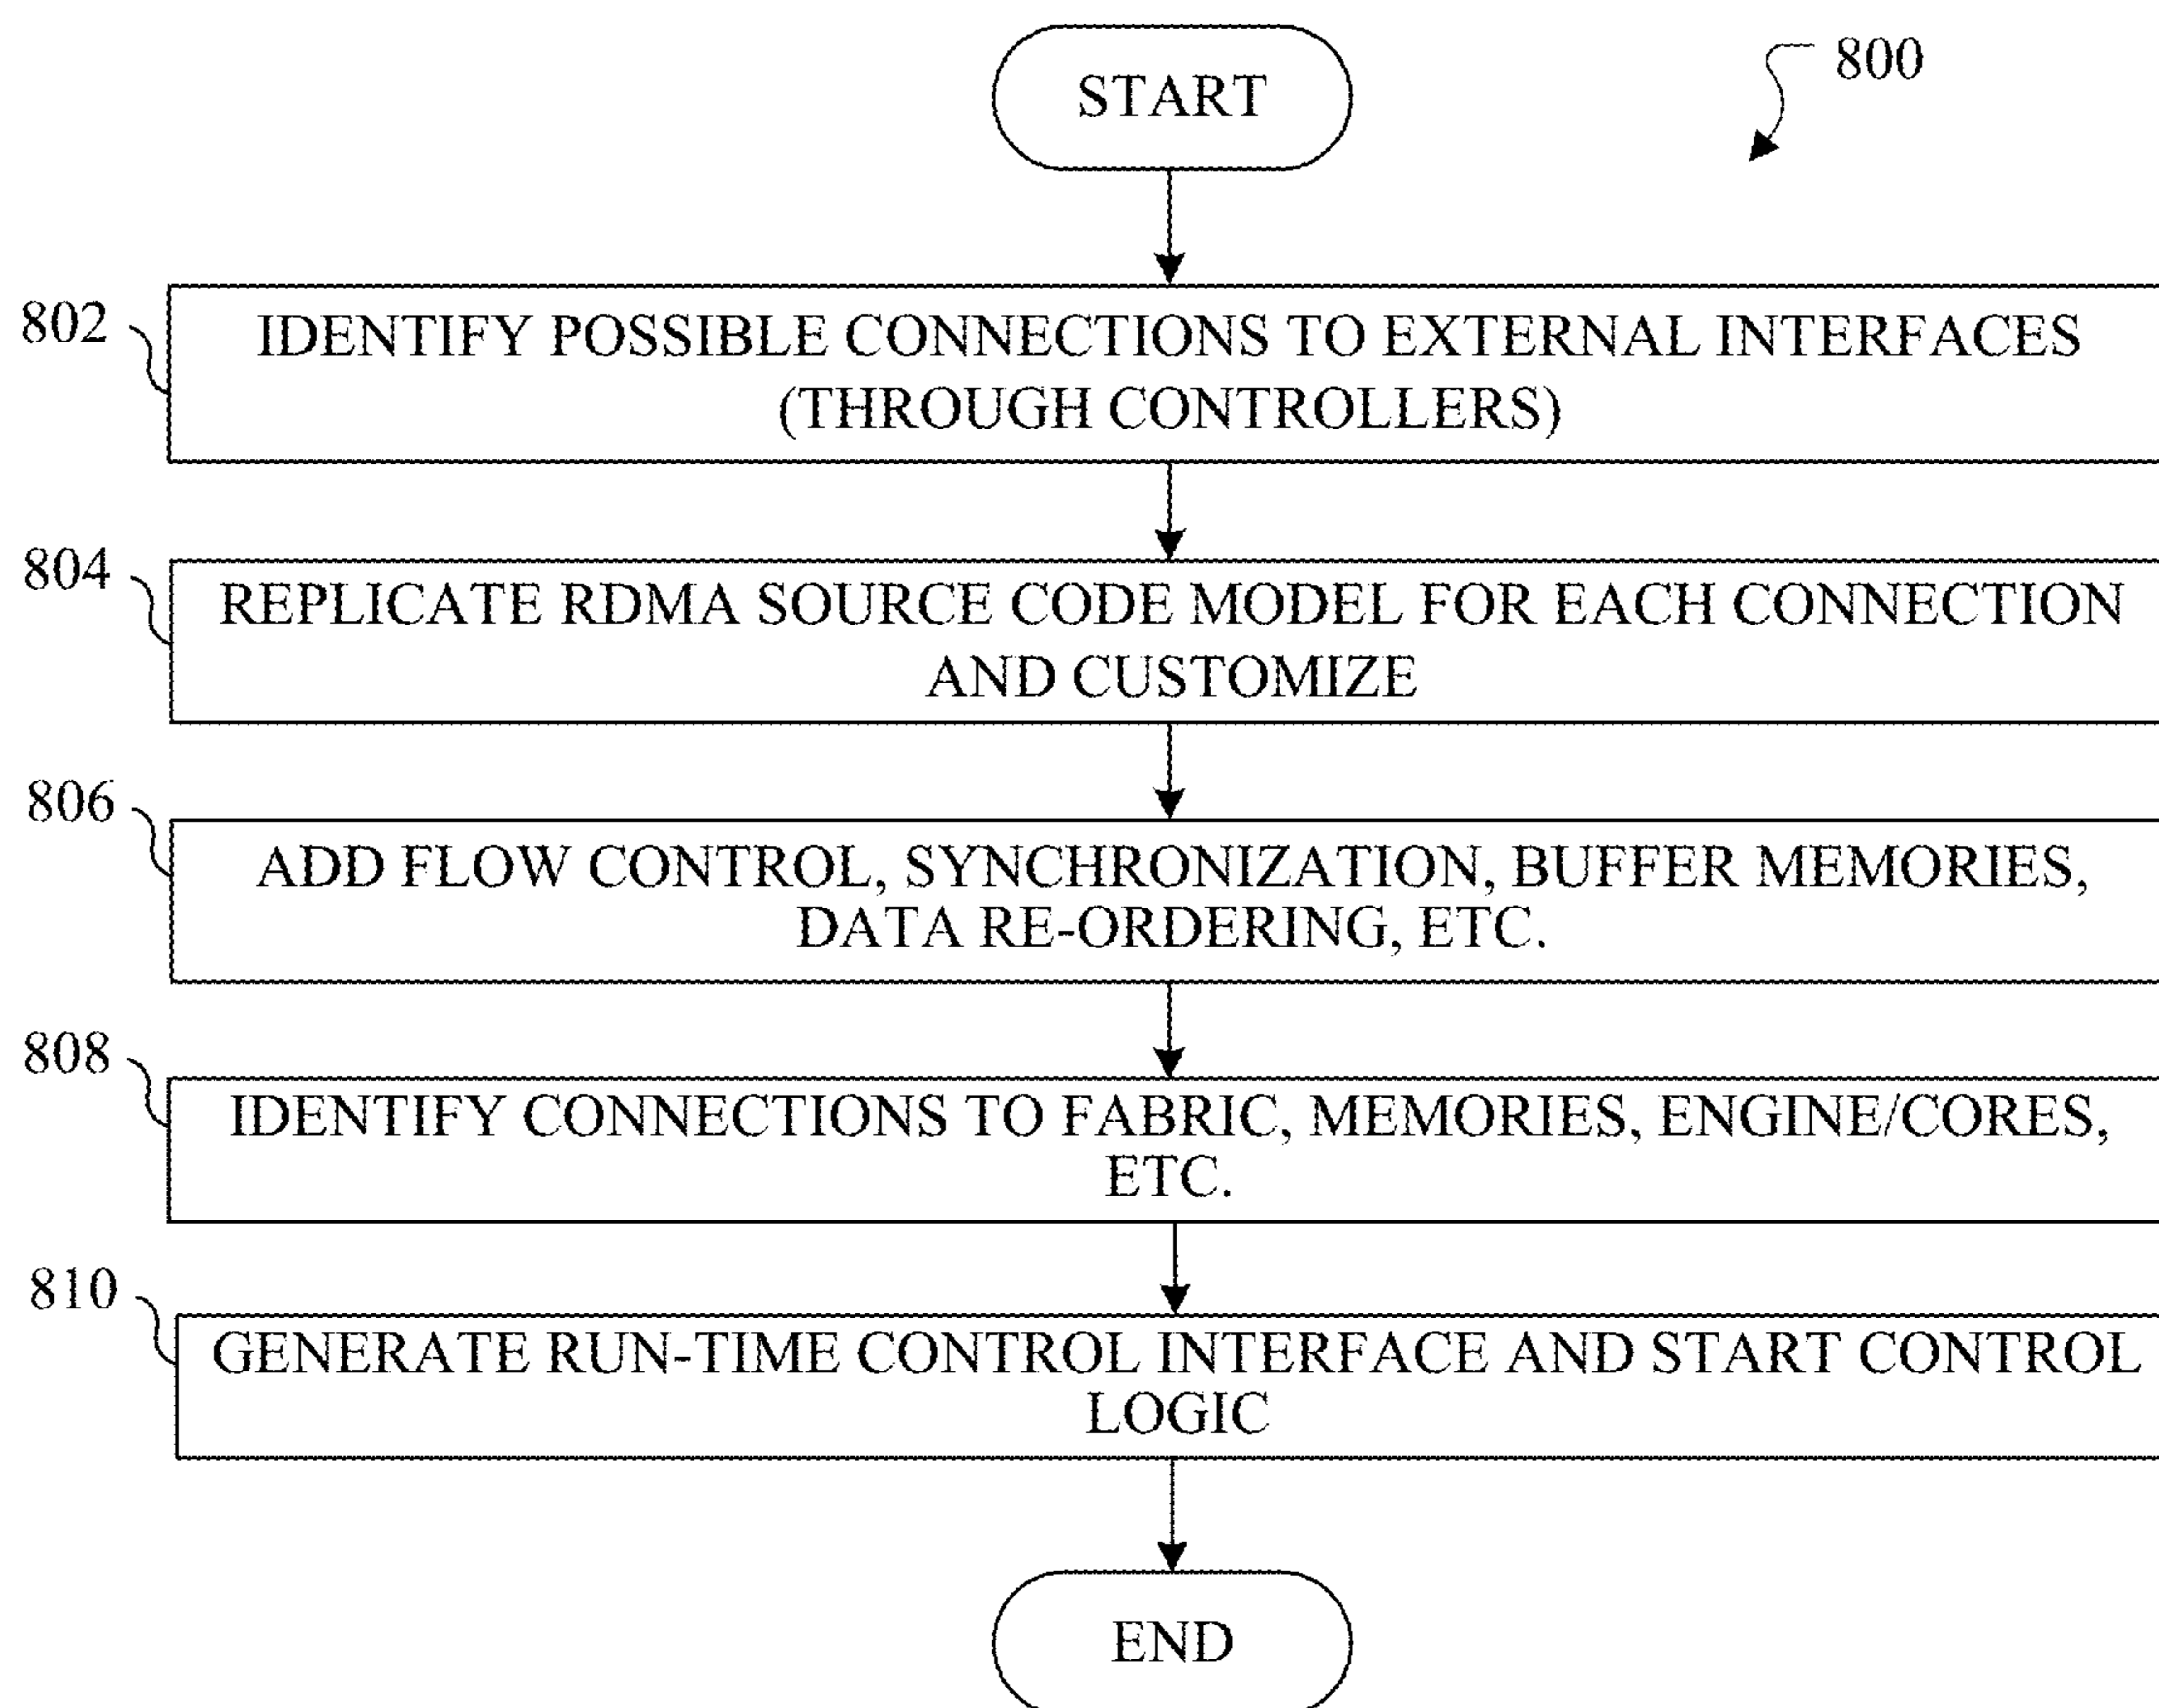 START
800
802
IDENTIFY POSSIBLE CONNECTIONS TO EXTERNAL INTERFACES
(THROUGH CONTROLLERS)
804
REPLICATE RDMA SOURCE CODE MODEL FOR EACH CONNECTION
AND CUSTOMIZE
806
ADD FLOW CONTROL, SYNCHRONIZATION, BUFFER MEMORIES,
DATA RE-ORDERING, ETC.
808
IDENTIFY CONNECTIONS TO FABRIC, MEMORIES, ENGINE/CORES,
ETC.
810
GENERATE RUN-TIME CONTROL INTERFACE AND START CONTROL
LOGIC
END